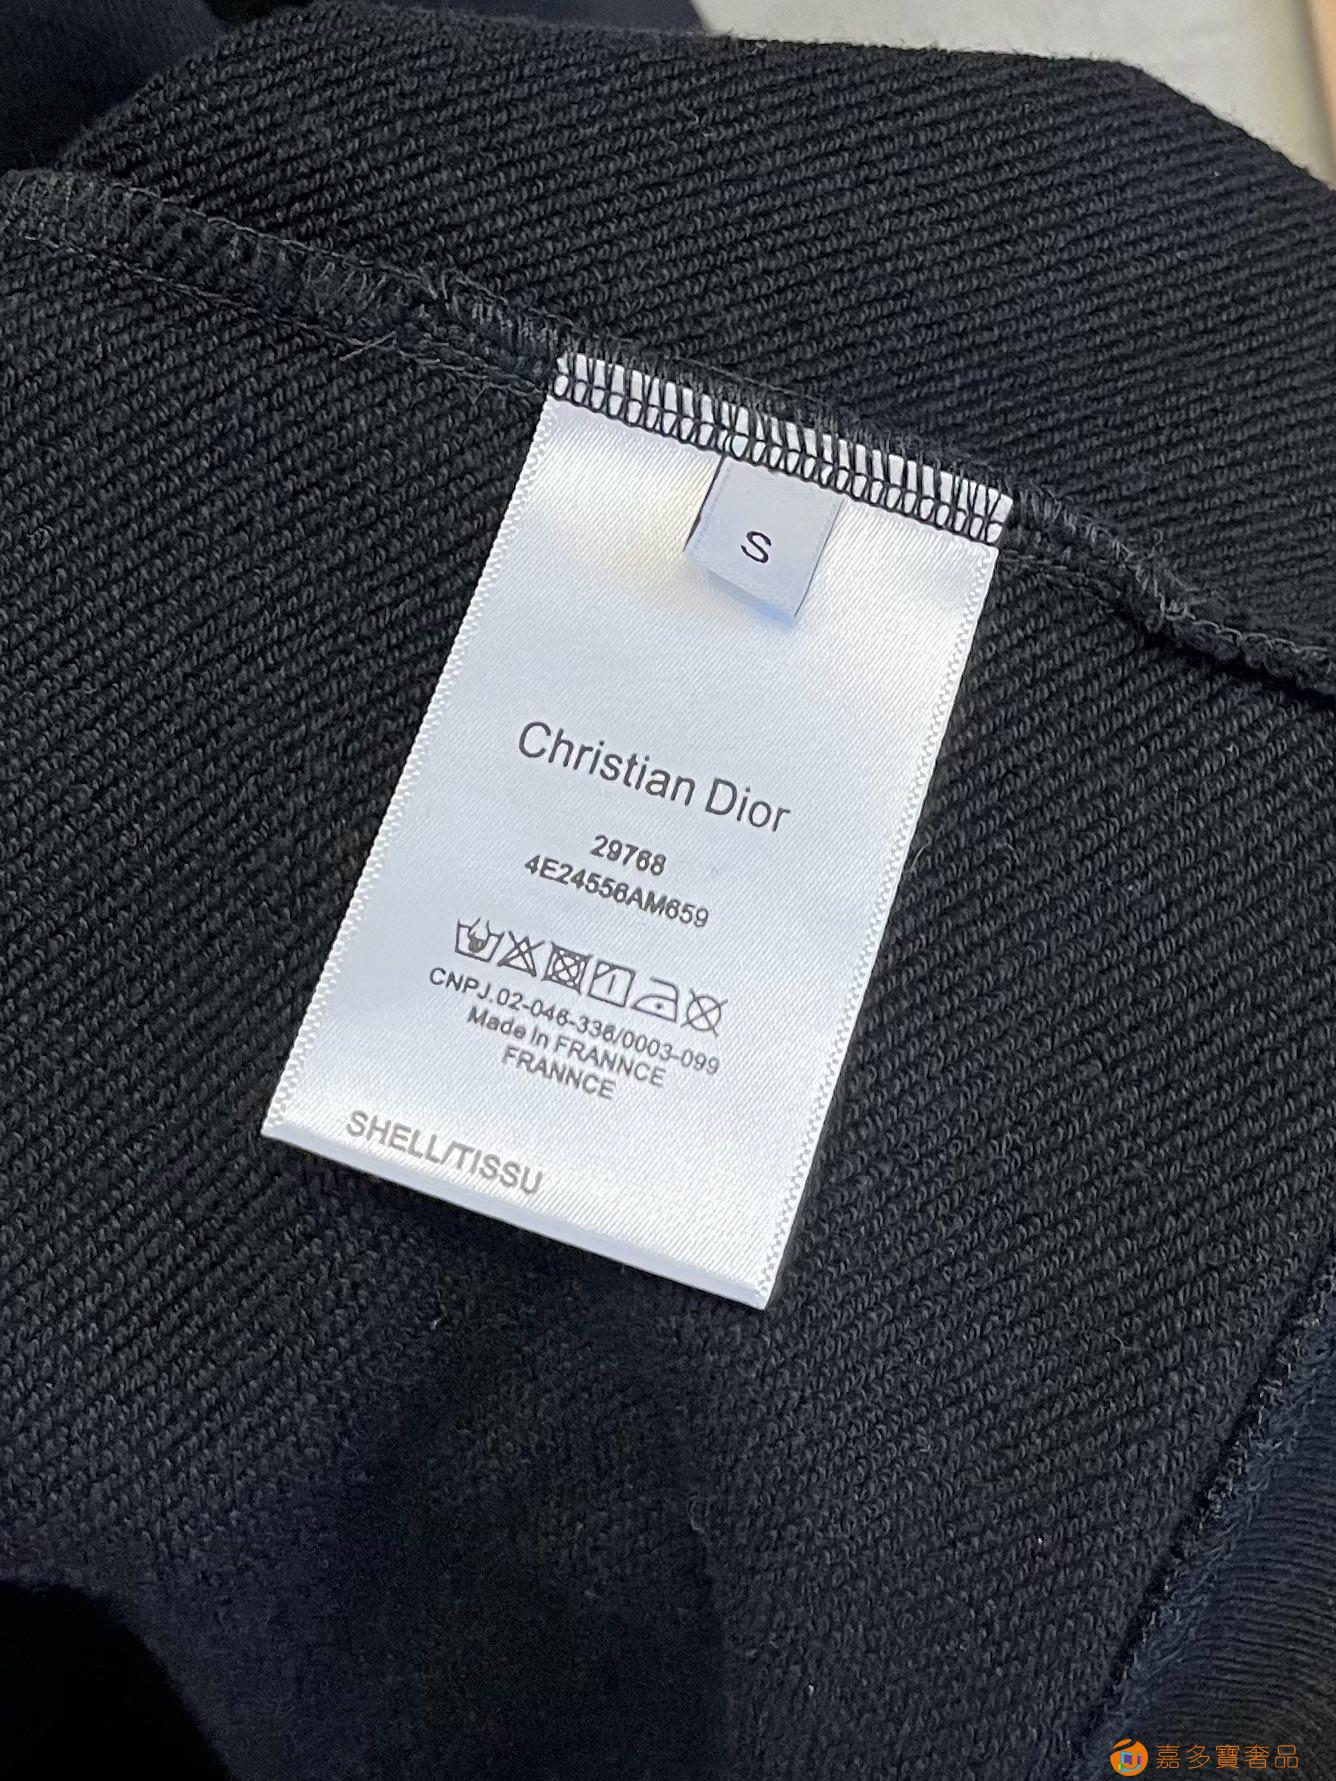 S
Christian Dior
29768
4E24556AM659
CNPJ.02-046-336/0003-099
Made In FRANNCE
FRANNCE
SHELL/TISSU
嘉多寶奢品